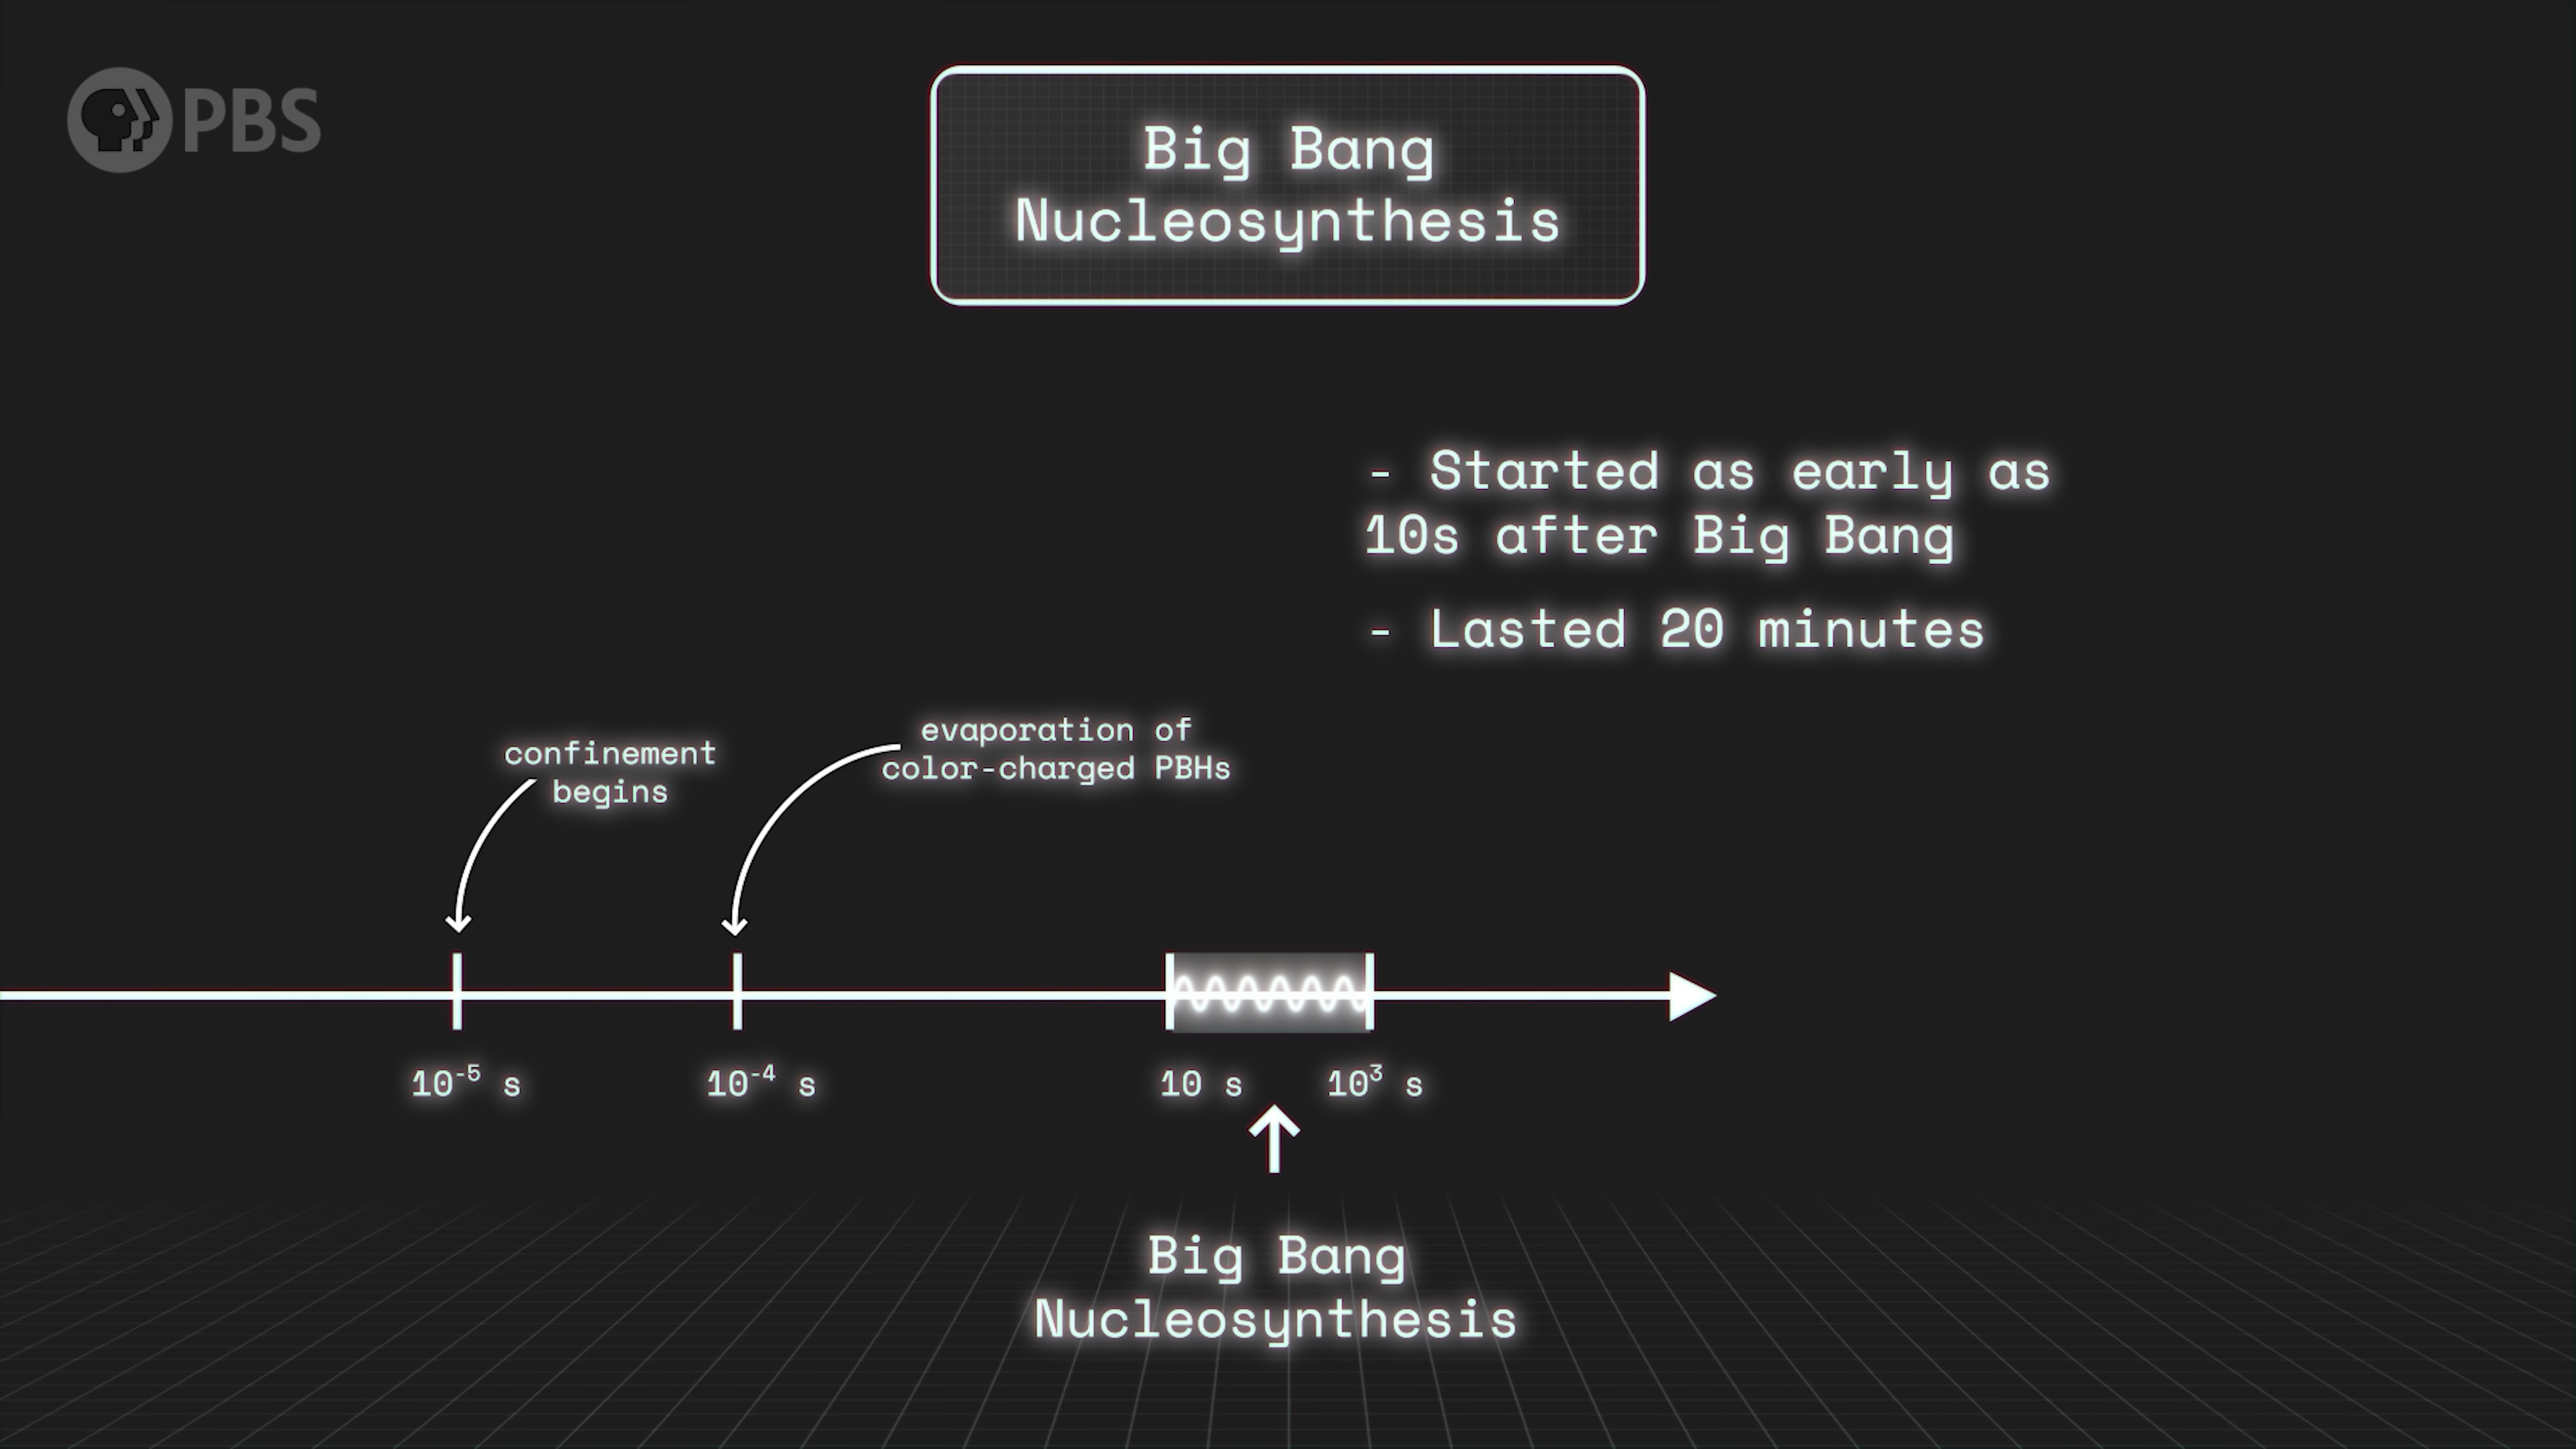 PBS
Big Bang
Nucleosynthesis
- Started as early as
10s after Big Bang
- Lasted 20 minutes
confinement
begins
evaporation of
color-charged PBHs
10⁻⁵ s
10⁻⁴ s
10 s
10³ s
Big Bang
Nucleosynthesis